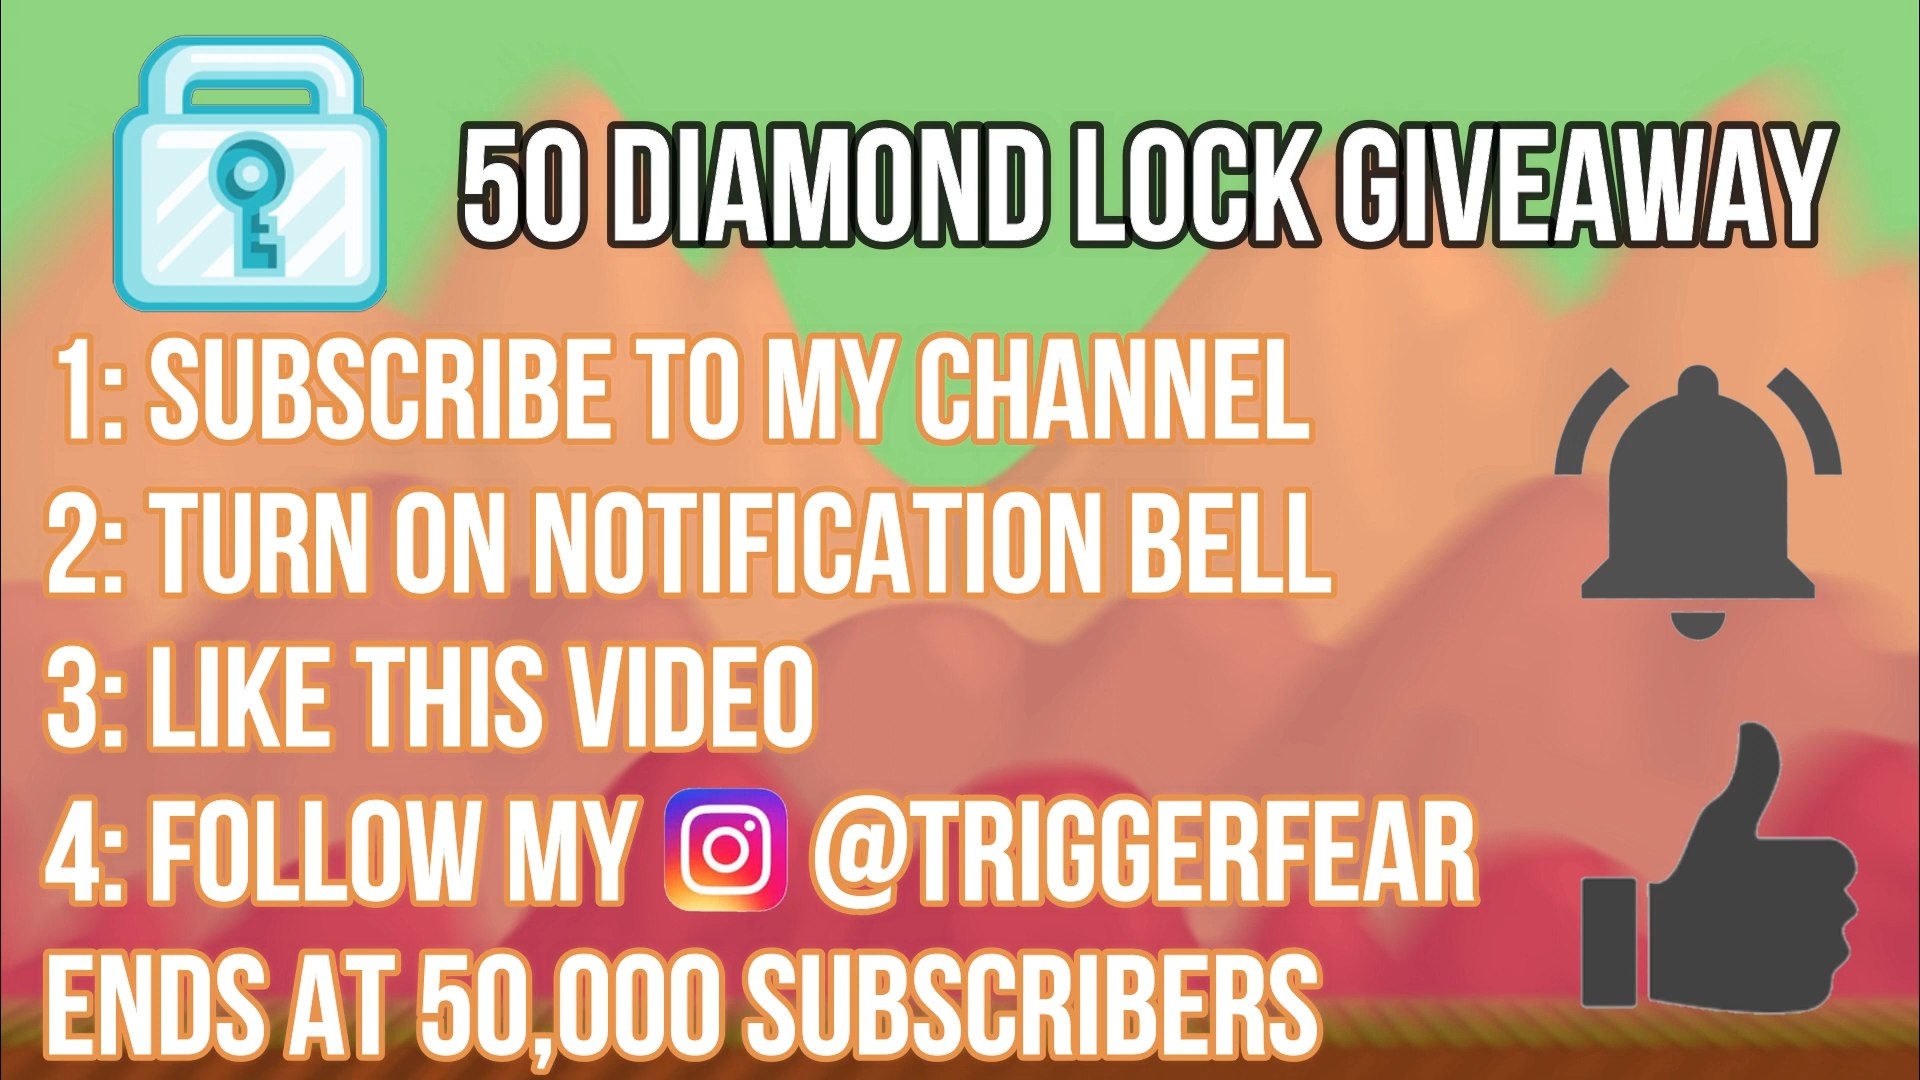 50 DIAMOND LOCK GIVEAWAY
1: SUBSCRIBE TO MY CHANNEL
2: TURN ON NOTIFICATION BELL
3: LIKE THIS VIDEO
4: FOLLOW MY @TRIGGERFEAR
ENDS AT 50,000 SUBSCRIBERS